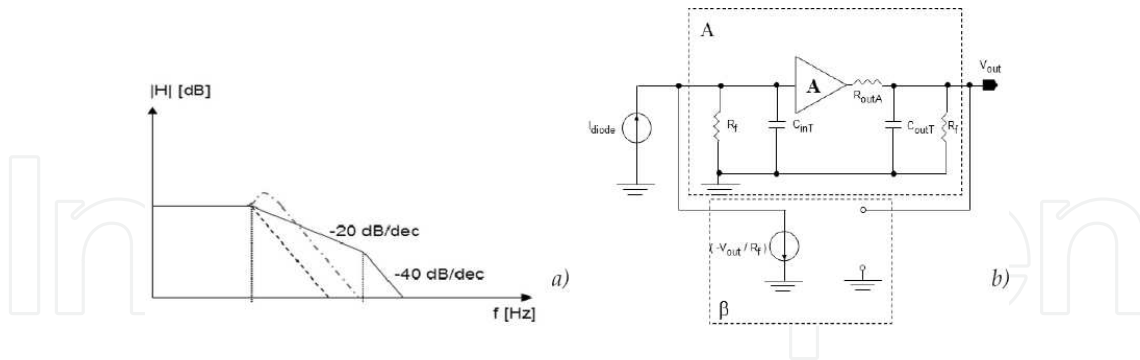 |H| [dB]
-20 dB/dec
-40 dB/dec
f [Hz]
a)
A
A
V_out
R_outA
I_diode
R_f
C_inT
C_outT
R_f
( -V_out / R_f )
β
b)